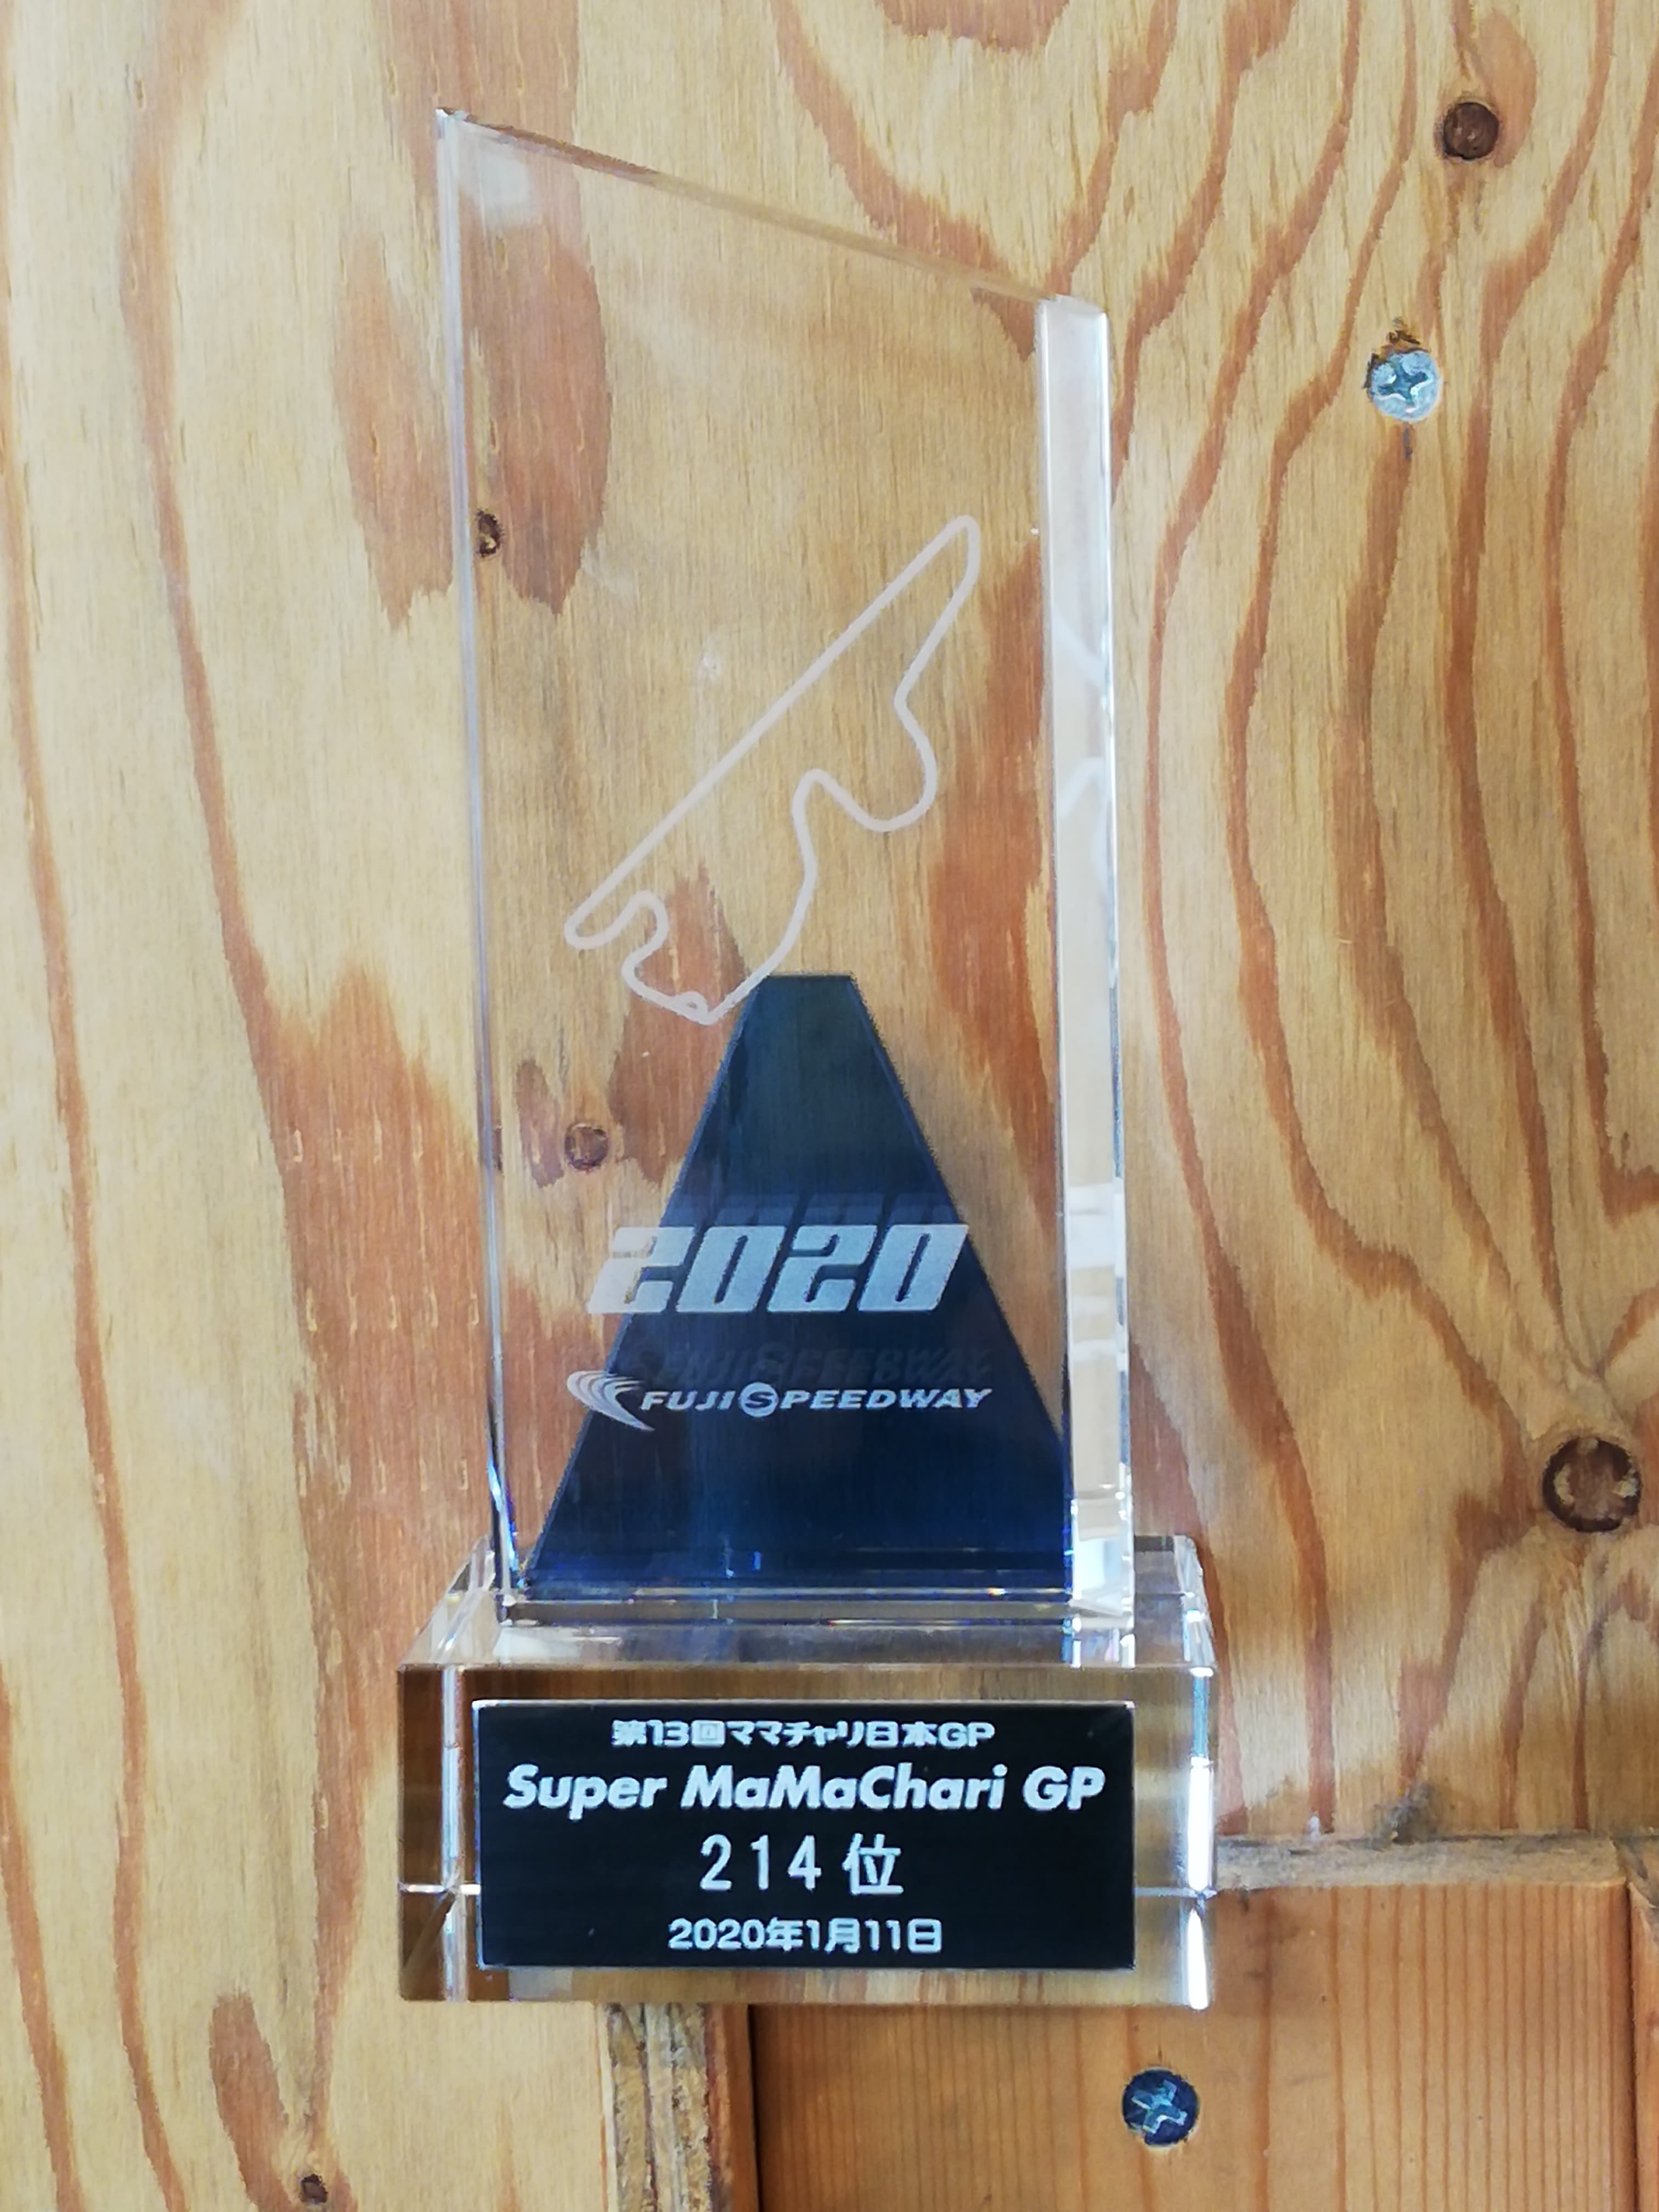 2020
FUJI SPEEDWAY
第13回ママチャリ日本GP
Super MaMaChari GP
214位
2020年1月11日